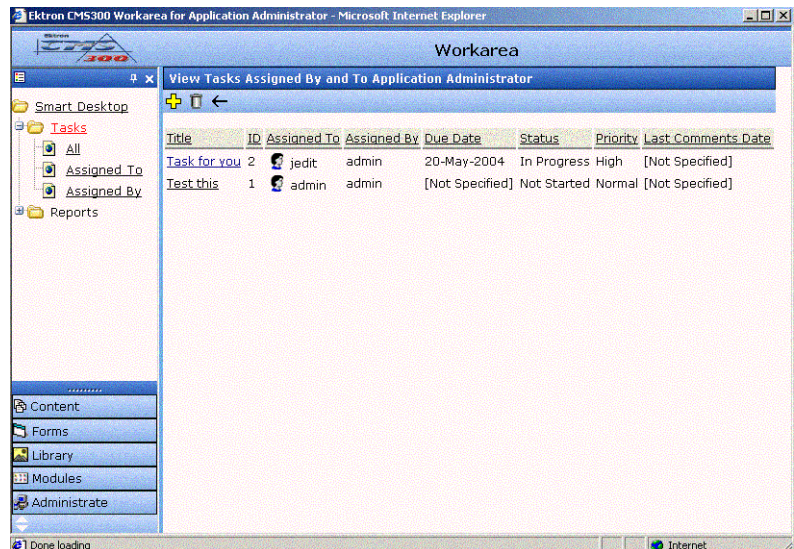 Ektron CMS300 Workarea for Application Administrator - Microsoft Internet Explorer
Ektron
CMS
300
Workarea
View Tasks Assigned By and To Application Administrator
Smart Desktop
Tasks
All
Assigned To
Assigned By
Reports
Title ID Assigned To Assigned By Due Date Status Priority Last Comments Date
Task for you 2 jedit admin 20-May-2004 In Progress High [Not Specified]
Test this 1 admin admin [Not Specified] Not Started Normal [Not Specified]
Content
Forms
Library
Modules
Administrate
Done loading
Internet